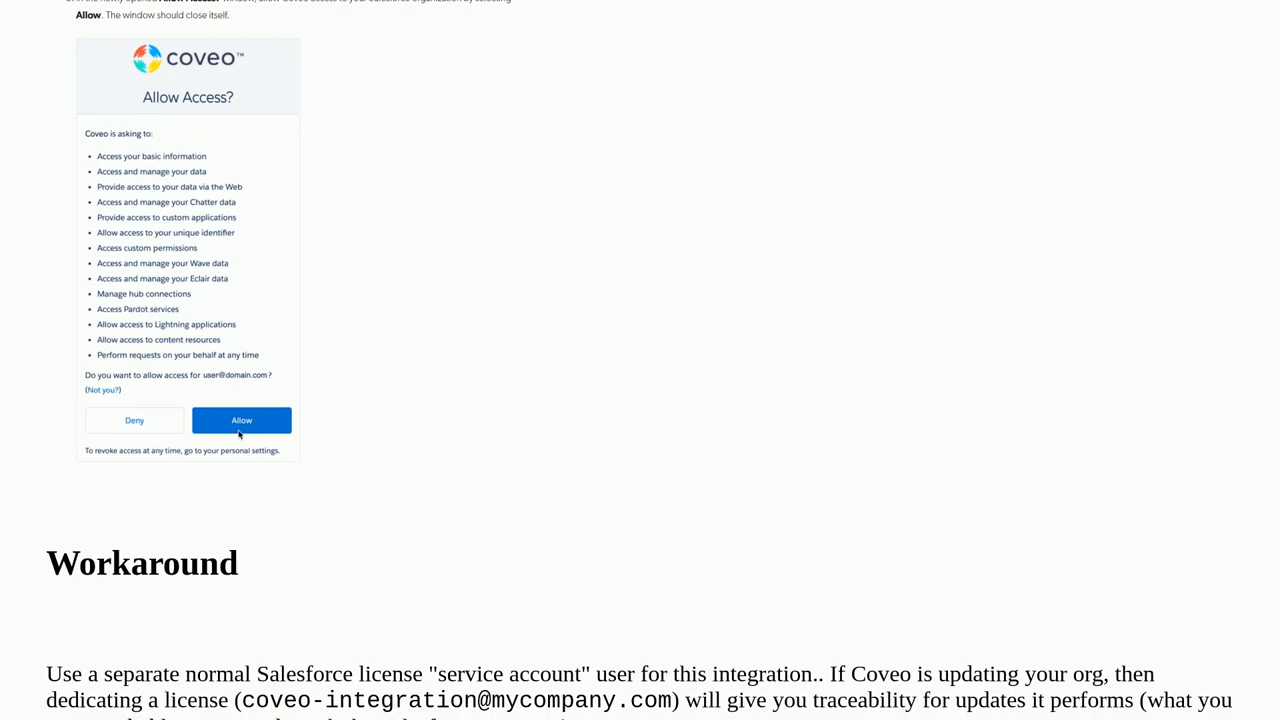 Allow. The window should close itself.
coveo™
Allow Access?
Coveo is asking to:
• Access your basic information
• Access and manage your data
• Provide access to your data via the Web
• Access and manage your Chatter data
• Provide access to custom applications
• Allow access to your unique identifier
• Access custom permissions
• Access and manage your Wave data
• Access and manage your Eclair data
• Manage hub connections
• Access Pardot services
• Allow access to Lightning applications
• Allow access to content resources
• Perform requests on your behalf at any time
Do you want to allow access for user@domain.com?
(Not you?)
Deny Allow
To revoke access at any time, go to your personal settings.
Workaround
Use a separate normal Salesforce license "service account" user for this integration.. If Coveo is updating your org, then
dedicating a license (coveo-integration@mycompany.com) will give you traceability for updates it performs (what you